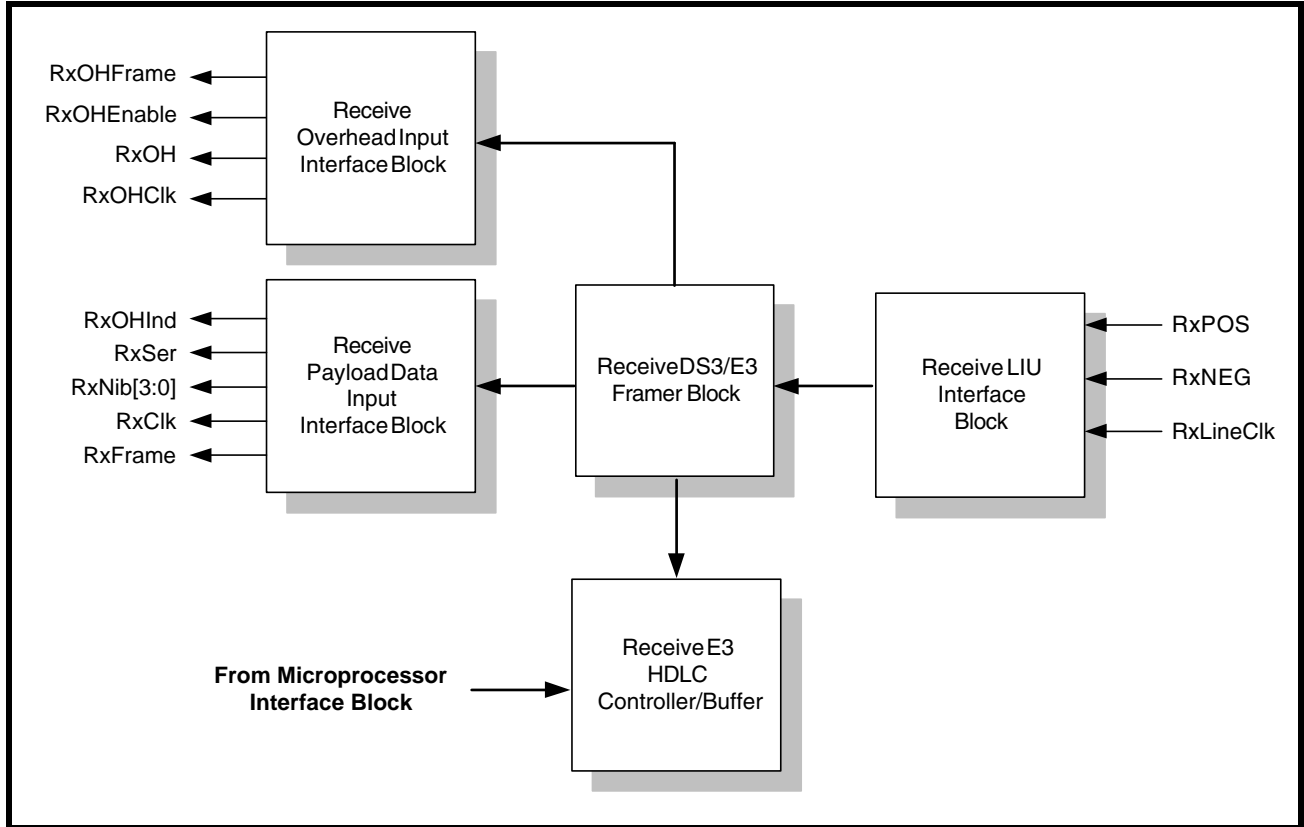 RxOHFrame
RxOHEnable
RxOH
RxOHClk
Receive
Overhead Input
Interface Block
RxOHInd
RxSer
RxNib[3:0]
RxClk
RxFrame
Receive
Payload Data
Input
Interface Block
Receive DS3/E3
Framer Block
Receive LIU
Interface
Block
RxPOS
RxNEG
RxLineClk
From Microprocessor
Interface Block
Receive E3
HDLC
Controller/Buffer